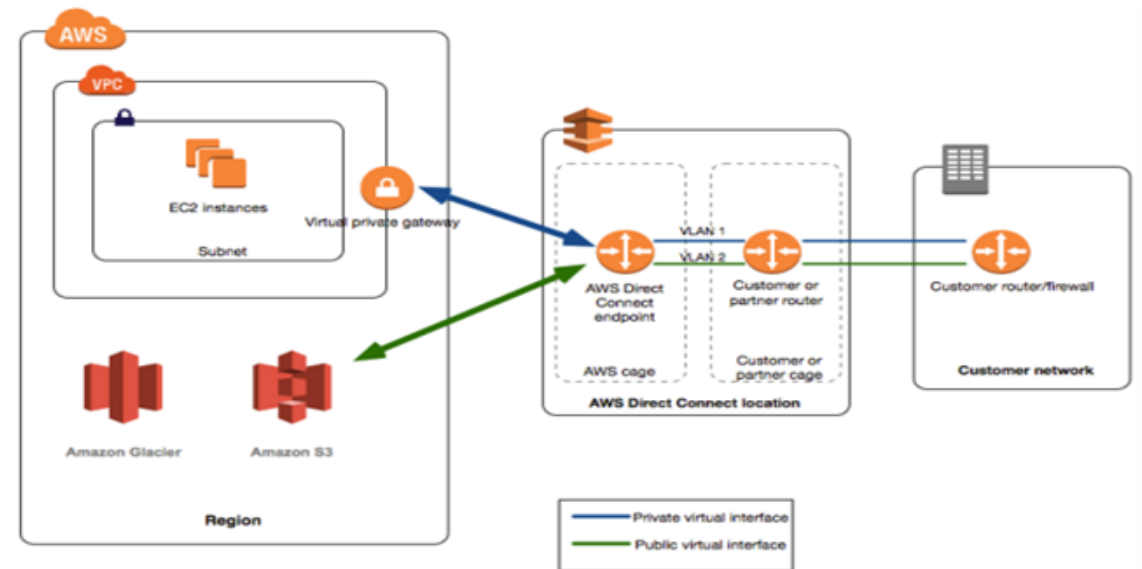 AWS
VPC
EC2 instances
Virtual private gateway
Subnet
Amazon Glacier
Amazon S3
Region
VLAN 1
VLAN 2
AWS Direct
Connect
endpoint
Customer or
partner router
AWS cage
Customer or
partner cage
AWS Direct Connect location
Customer router/firewall
Customer network
Private virtual interface
Public virtual interface